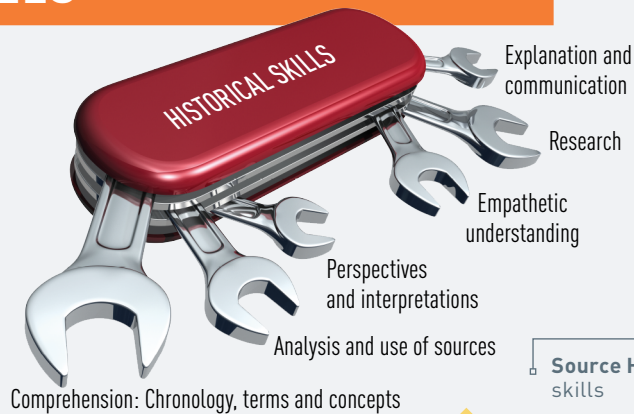 HISTORICAL SKILLS
Explanation and
communication
Research
Empathetic
understanding
Perspectives
and interpretations
Analysis and use of sources
Comprehension: Chronology, terms and concepts
Source
skills